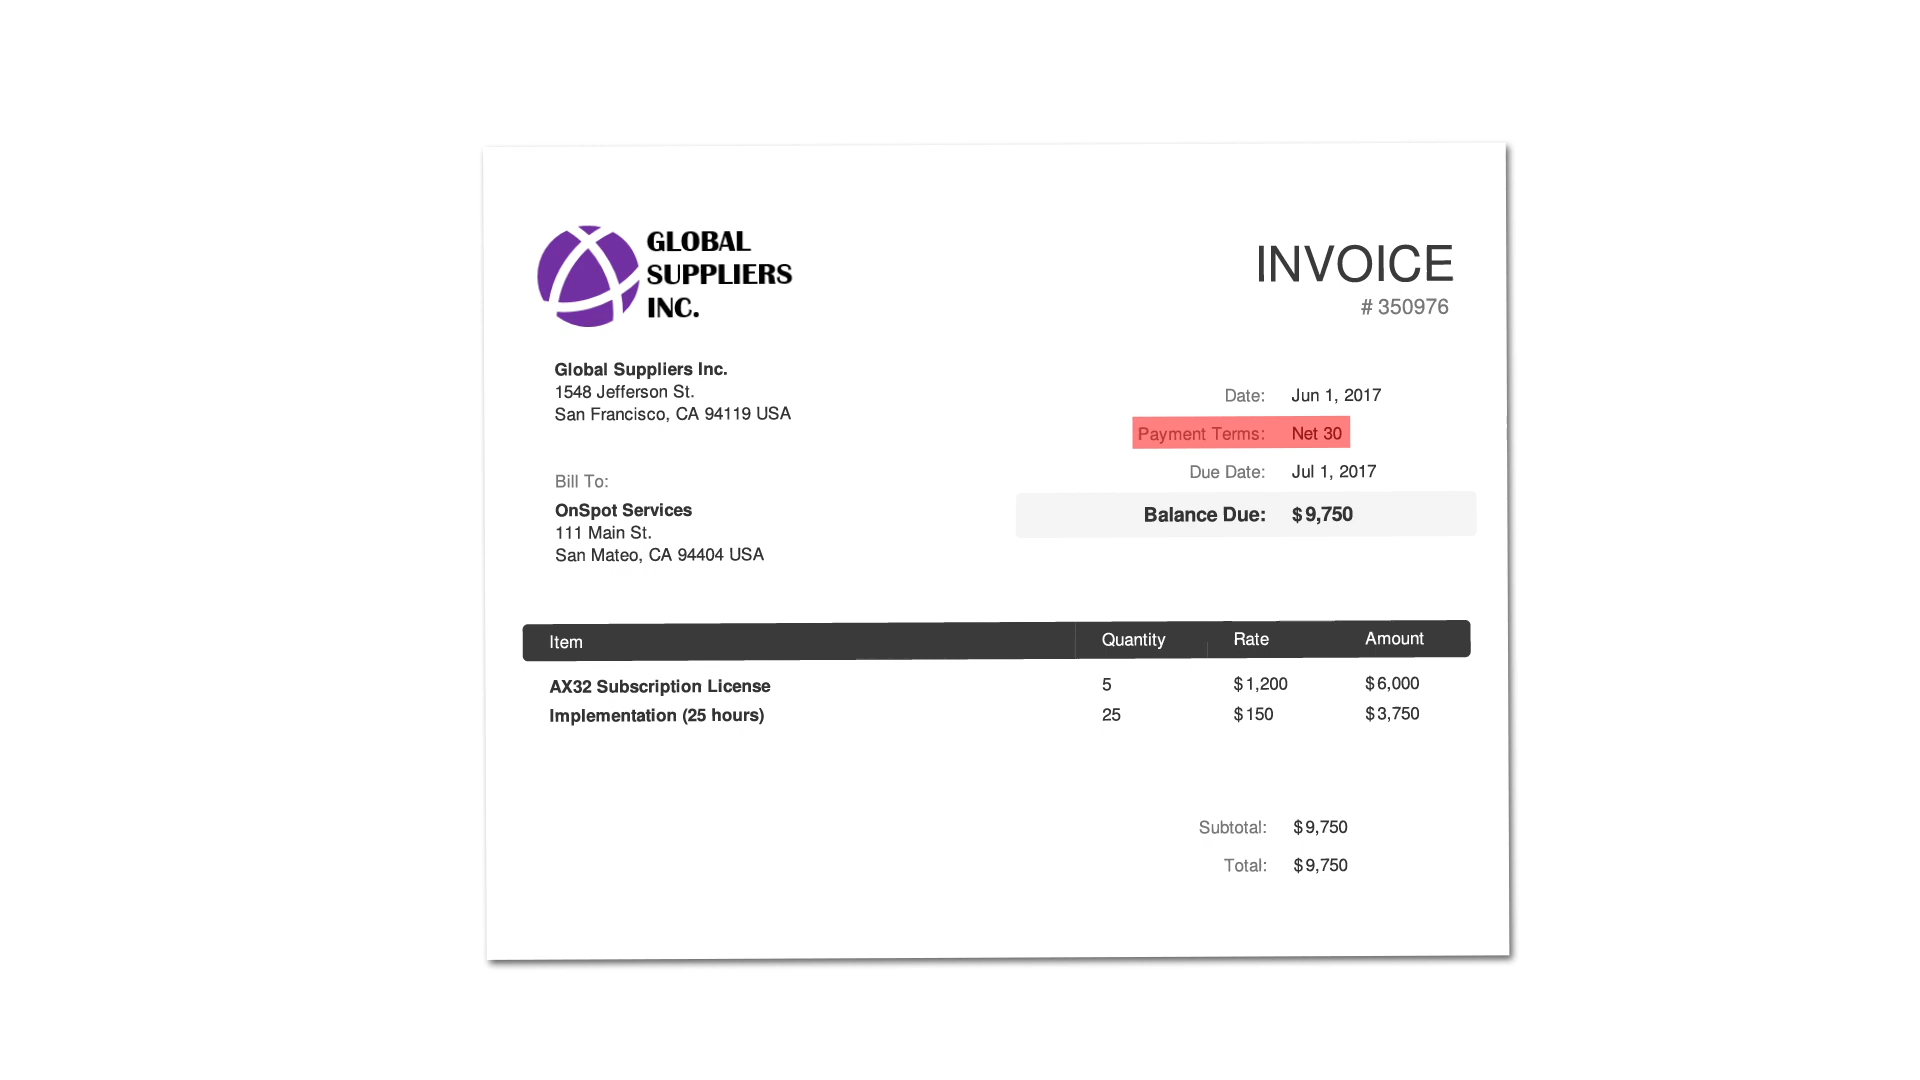 GLOBAL
SUPPLIERS
INC.
INVOICE
# 350976
Global Suppliers Inc.
1548 Jefferson St.
San Francisco, CA 94119 USA
Date: Jun 1, 2017
Payment Terms: Net 30
Due Date: Jul 1, 2017
Balance Due: $9,750
Bill To:
OnSpot Services
111 Main St.
San Mateo, CA 94404 USA
Item Quantity Rate Amount
AX32 Subscription License 5 $1,200 $6,000
Implementation (25 hours) 25 $150 $3,750
Subtotal: $9,750
Total: $9,750